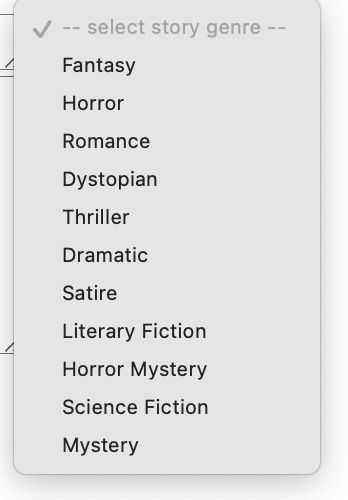 -- select story genre --
Fantasy
Horror
Romance
Dystopian
Thriller
Dramatic
Satire
Literary Fiction
Horror Mystery
Science Fiction
Mystery